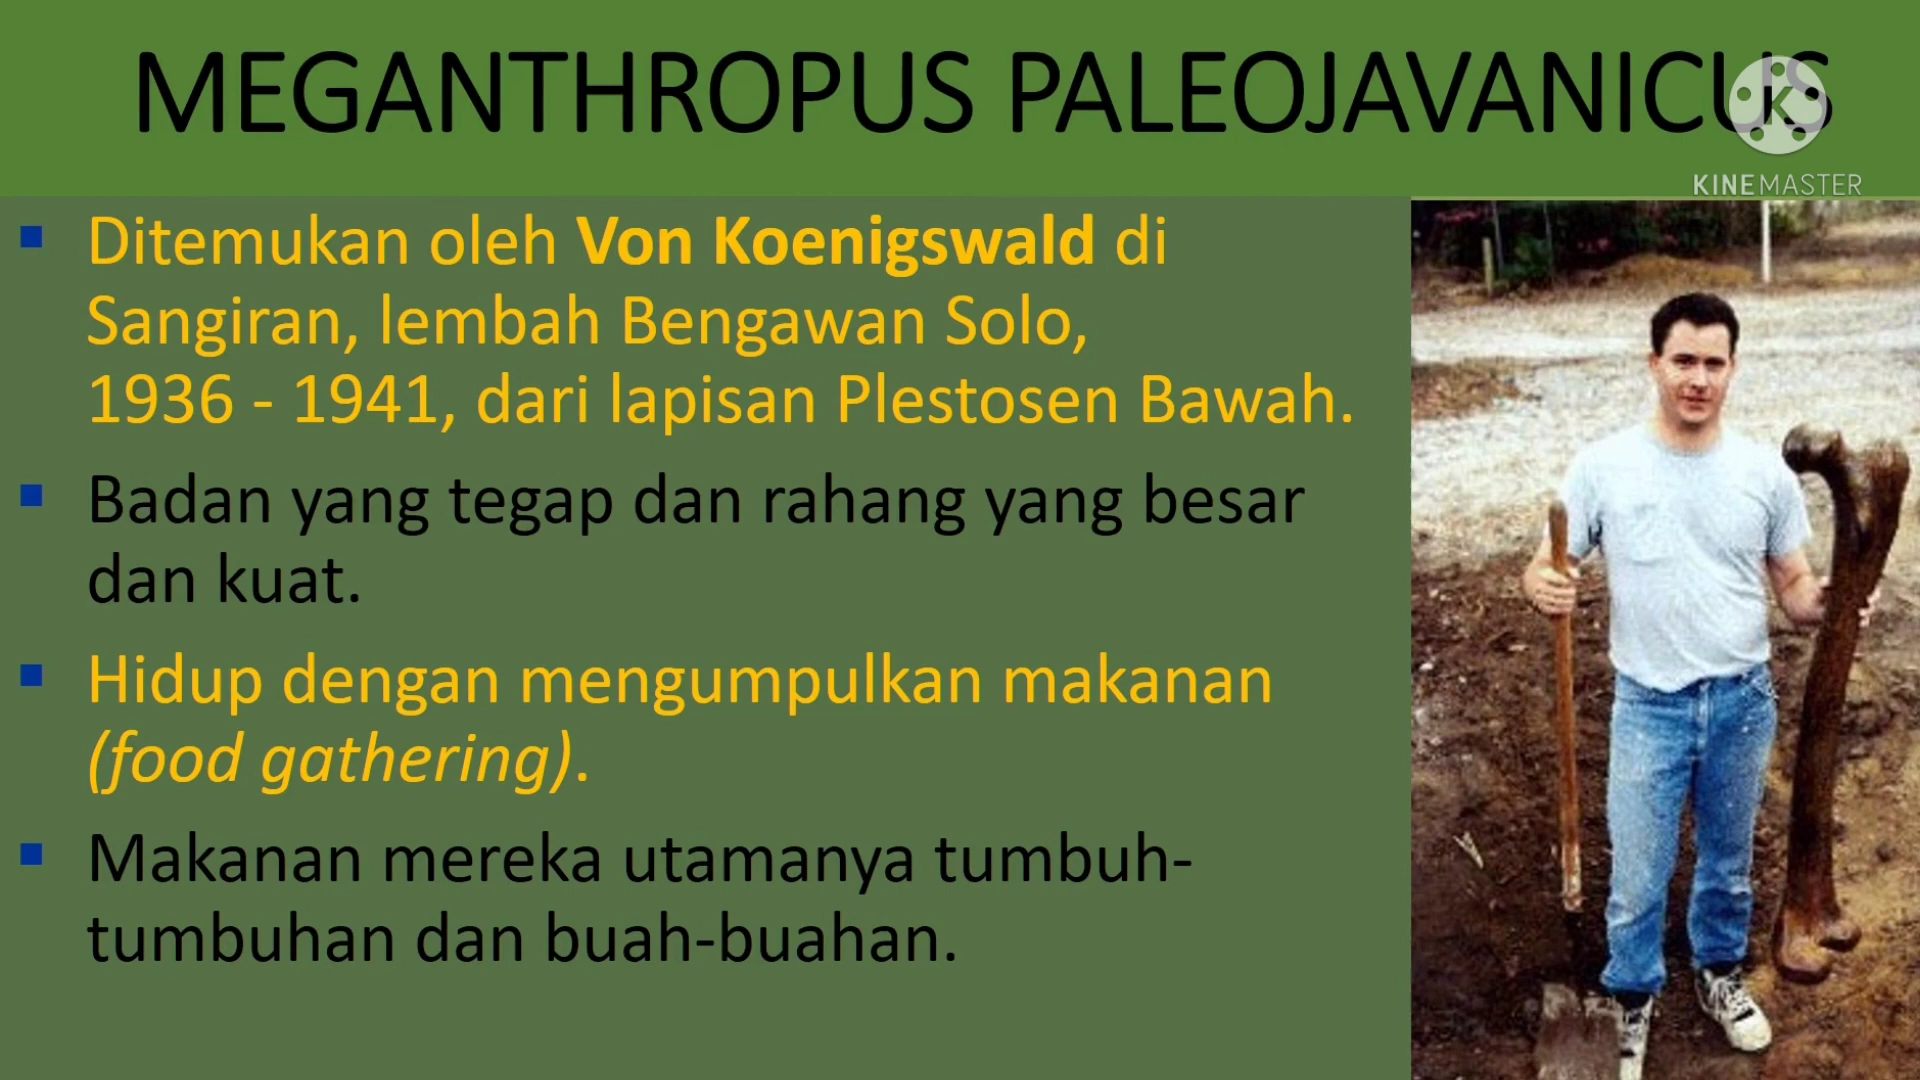 MEGANTHROPUS PALEOJAVANICUS
KINEMASTER
Ditemukan oleh Von Koenigswald di
Sangiran, lembah Bengawan Solo,
1936 - 1941, dari lapisan Plestosen Bawah.
Badan yang tegap dan rahang yang besar
dan kuat.
Hidup dengan mengumpulkan makanan
(food gathering).
Makanan mereka utamanya tumbuh-
tumbuhan dan buah-buahan.